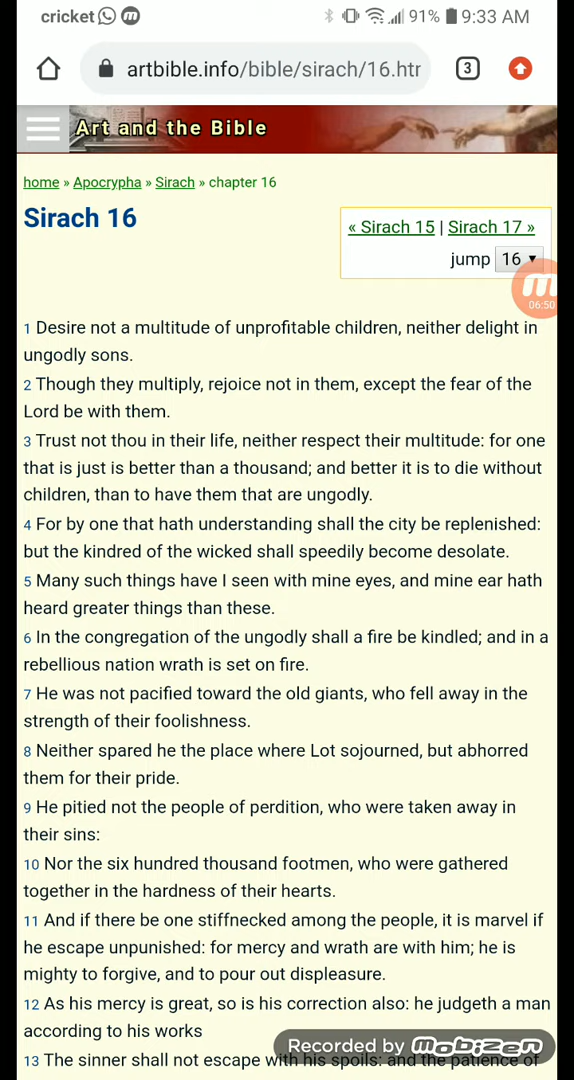 cricket 91% 9:33 AM
artbible.info/bible/sirach/16.htr 3
Art and the Bible
home » Apocrypha » Sirach » chapter 16
Sirach 16
« Sirach 15 | Sirach 17 »
jump 16
06:50
1 Desire not a multitude of unprofitable children, neither delight in
ungodly sons.
2 Though they multiply, rejoice not in them, except the fear of the
Lord be with them.
3 Trust not thou in their life, neither respect their multitude: for one
that is just is better than a thousand; and better it is to die without
children, than to have them that are ungodly.
4 For by one that hath understanding shall the city be replenished:
but the kindred of the wicked shall speedily become desolate.
5 Many such things have I seen with mine eyes, and mine ear hath
heard greater things than these.
6 In the congregation of the ungodly shall a fire be kindled; and in a
rebellious nation wrath is set on fire.
7 He was not pacified toward the old giants, who fell away in the
strength of their foolishness.
8 Neither spared he the place where Lot sojourned, but abhorred
them for their pride.
9 He pitied not the people of perdition, who were taken away in
their sins:
10 Nor the six hundred thousand footmen, who were gathered
together in the hardness of their hearts.
11 And if there be one stiffnecked among the people, it is marvel if
he escape unpunished: for mercy and wrath are with him; he is
mighty to forgive, and to pour out displeasure.
12 As his mercy is great, so is his correction also: he judgeth a man
according to his works
Recorded by Mobizen
13 The sinner shall not escape with his spoils: and the patience of